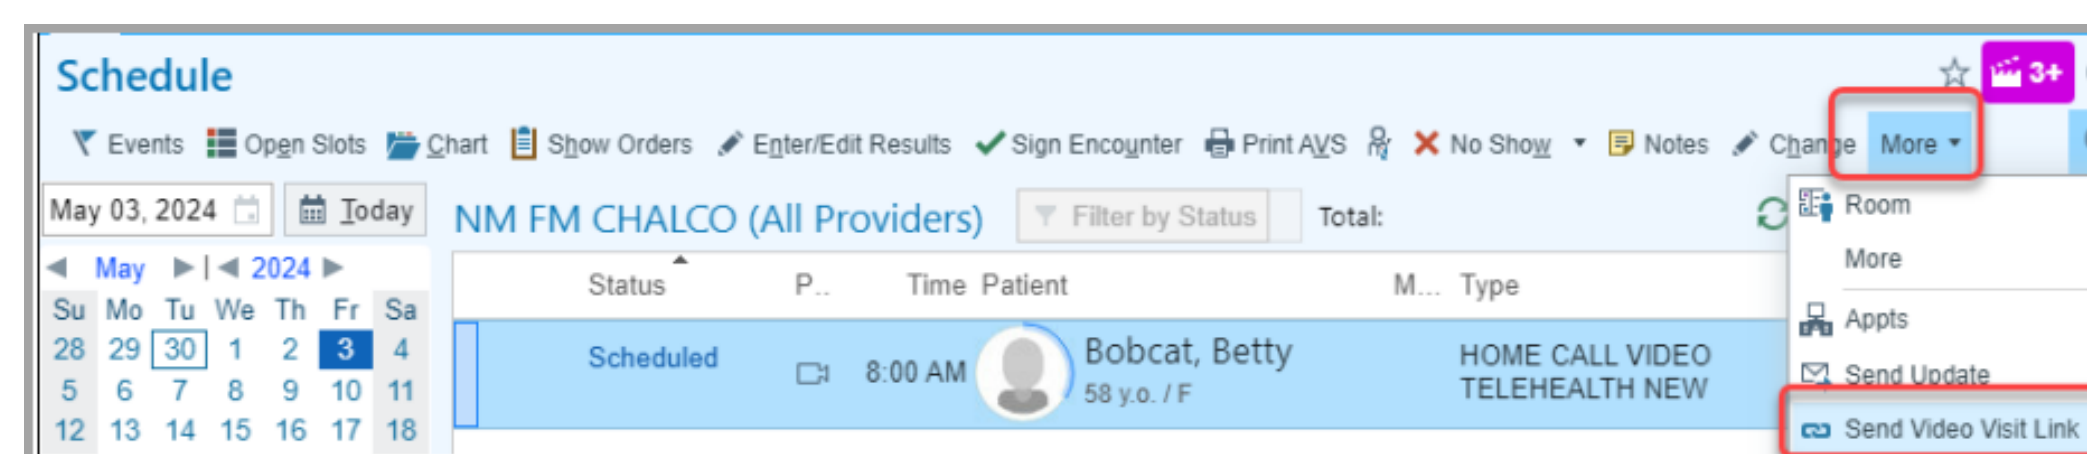 Schedule
3+
Events Open Slots Chart Show Orders Enter/Edit Results Sign Encounter Print AVS No Show Notes Change More
May 03, 2024 Today NM FM CHALCO (All Providers) Filter by Status Total:
Room
May 2024
More
Status P.. Time Patient M... Type
Su Mo Tu We Th Fr Sa
Appts
28 29 30 1 2 3 4
Scheduled 8:00 AM Bobcat, Betty HOME CALL VIDEO
58 y.o. / F TELEHEALTH NEW
Send Update
5 6 7 8 9 10 11
12 13 14 15 16 17 18
Send Video Visit Link